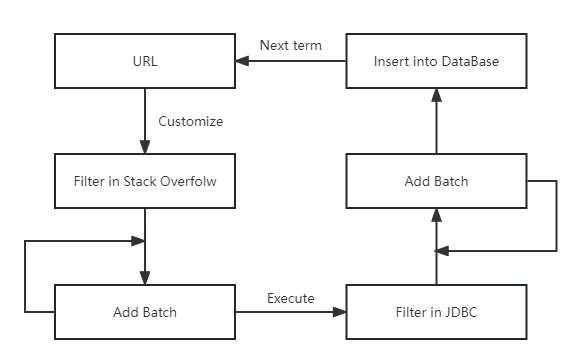 Next term
URL
Insert into DataBase
Customize
Filter in Stack Overfolw
Add Batch
Add Batch
Execute
Filter in JDBC